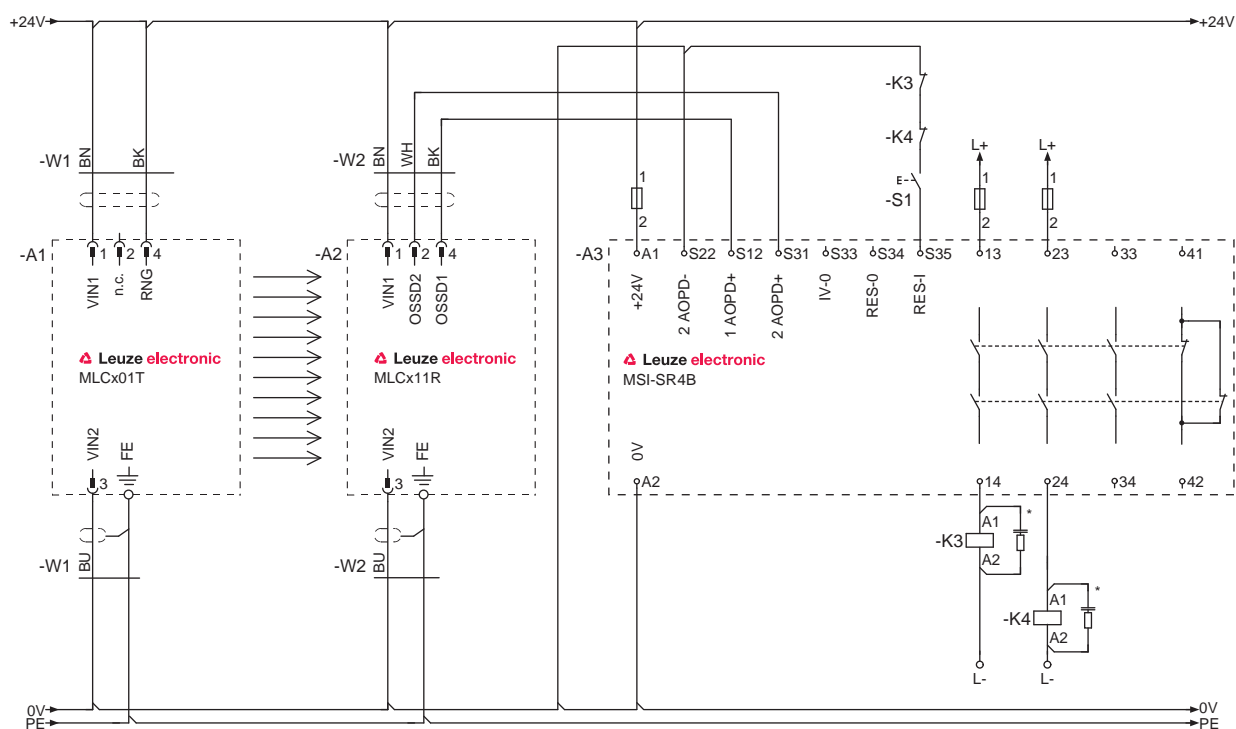 +24V
+24V
-K3
-K4
-W1
BN
BK
-W2
BN
WH
BK
L+
L+
E-
-S1
1
2
1
2
1
2
-A1
1
2
4
-A2
1
2
4
-A3
A1
S22
S12
S31
S33
S34
S35
13
23
33
41
VIN1
n.c.
RNG
VIN1
OSSD2
OSSD1
+24V
2 AOPD-
1 AOPD+
2 AOPD+
IV-0
RES-0
RES-I
Leuze electronic
MLCx01T
Leuze electronic
MLCx11R
Leuze electronic
MSI-SR4B
VIN2
FE
VIN2
FE
0V
3
3
A2
14
24
34
42
-K3
A1
A2
*
-W1
BU
-W2
BU
-K4
A1
A2
*
L-
L-
0V
0V
PE
PE